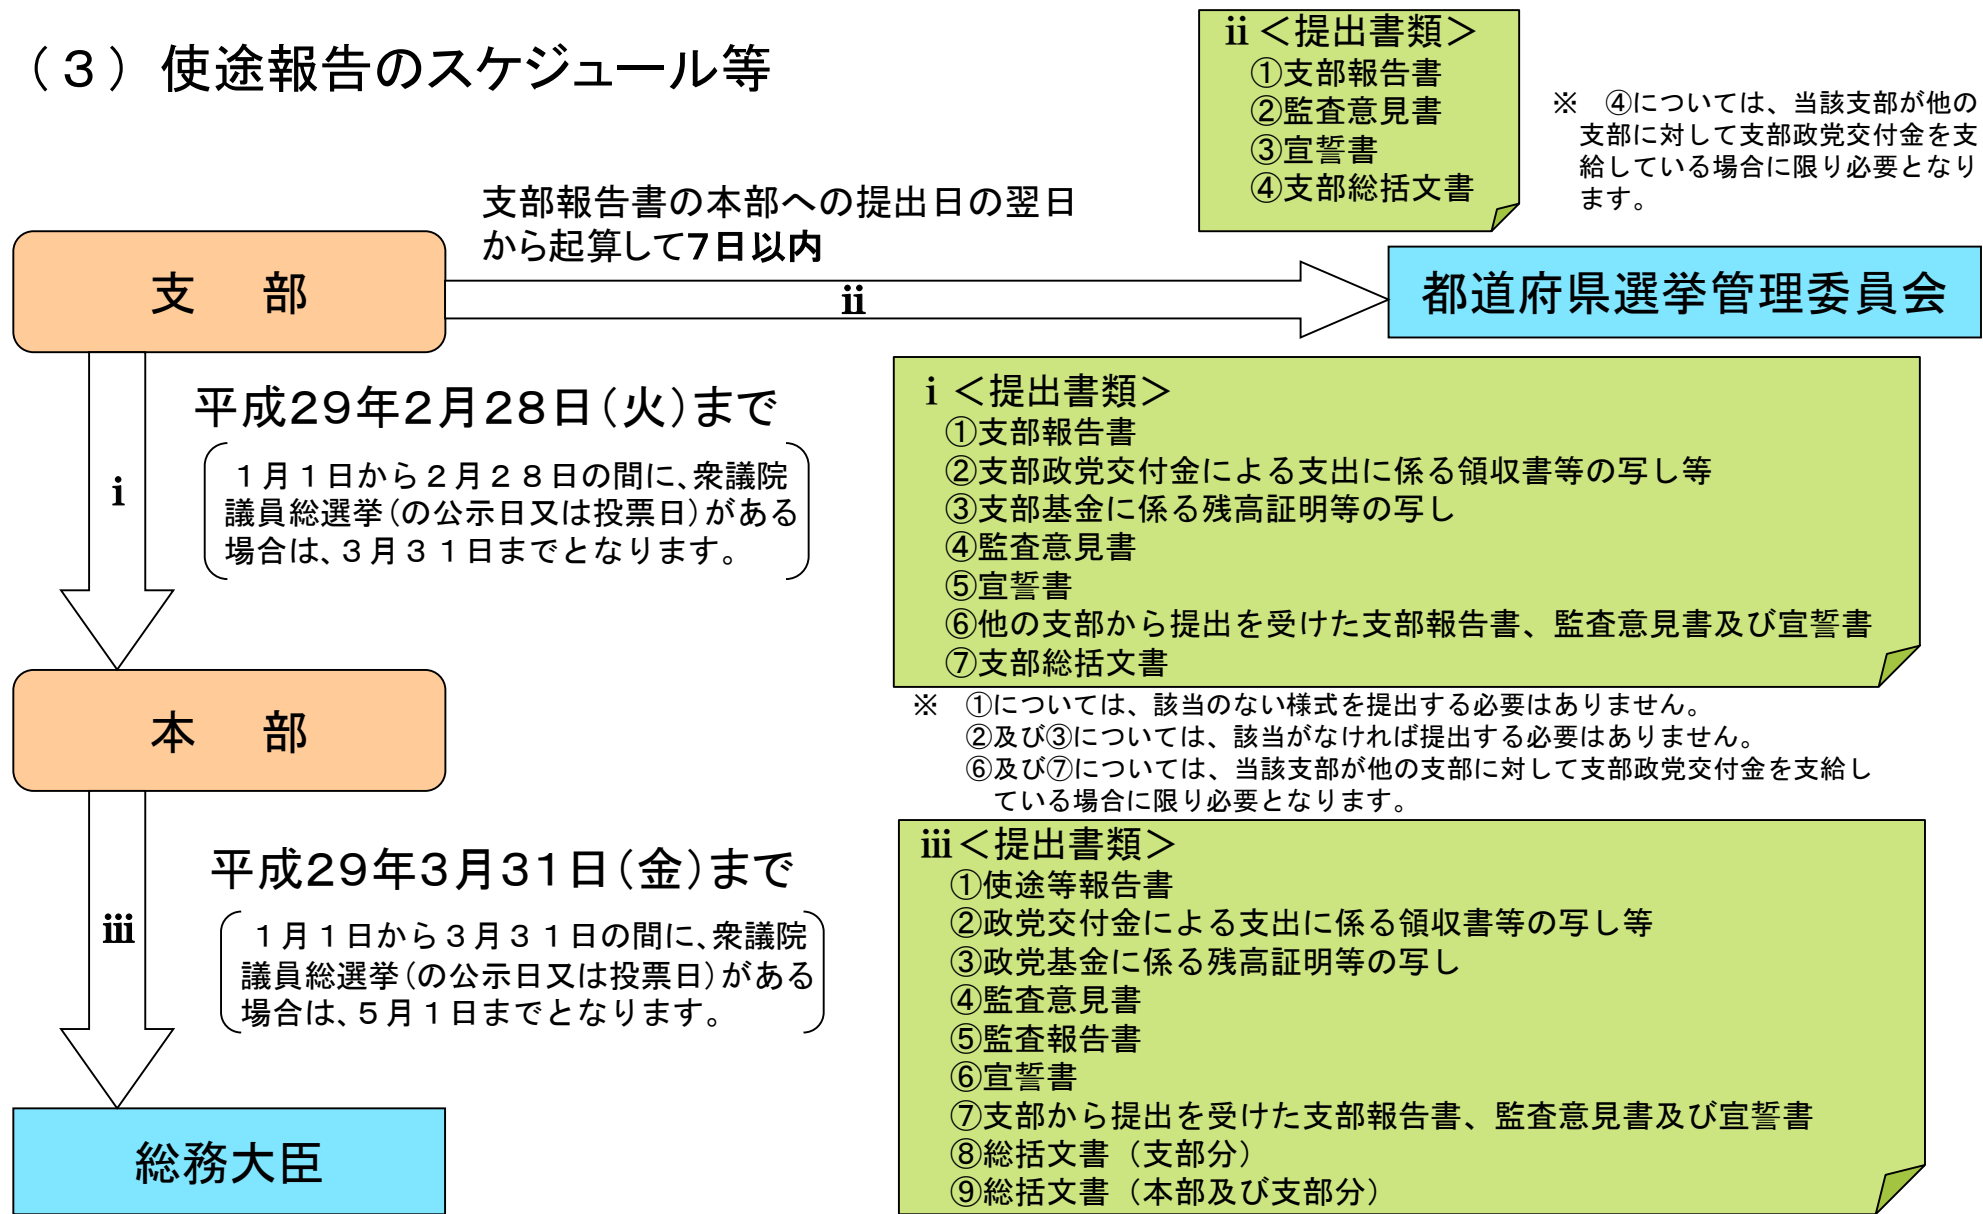 （３）使途報告のスケジュール等
ⅱ＜提出書類＞
①支部報告書
②監査意見書
③宣誓書
④支部総括文書
※　④については、当該支部が他の
支部に対して支部政党交付金を支
給している場合に限り必要となり
ます。
支部報告書の本部への提出日の翌日
から起算して7日以内
支　部
ⅱ
都道府県選挙管理委員会
ⅰ
平成29年2月28日（火）まで
１月１日から２月２８日の間に、衆議院
議員総選挙（の公示日又は投票日）がある
場合は、３月３１日までとなります。
ⅰ＜提出書類＞
①支部報告書
②支部政党交付金による支出に係る領収書等の写し等
③支部基金に係る残高証明等の写し
④監査意見書
⑤宣誓書
⑥他の支部から提出を受けた支部報告書、監査意見書及び宣誓書
⑦支部総括文書
※　①については、該当のない様式を提出する必要はありません。
②及び③については、該当がなければ提出する必要はありません。
⑥及び⑦については、当該支部が他の支部に対して支部政党交付金を支給し
ている場合に限り必要となります。
本　部
ⅲ
平成29年3月31日（金）まで
１月１日から３月３１日の間に、衆議院
議員総選挙（の公示日又は投票日）がある
場合は、５月１日までとなります。
ⅲ＜提出書類＞
①使途等報告書
②政党交付金による支出に係る領収書等の写し等
③政党基金に係る残高証明等の写し
④監査意見書
⑤監査報告書
⑥宣誓書
⑦支部から提出を受けた支部報告書、監査意見書及び宣誓書
⑧総括文書（支部分）
⑨総括文書（本部及び支部分）
総務大臣